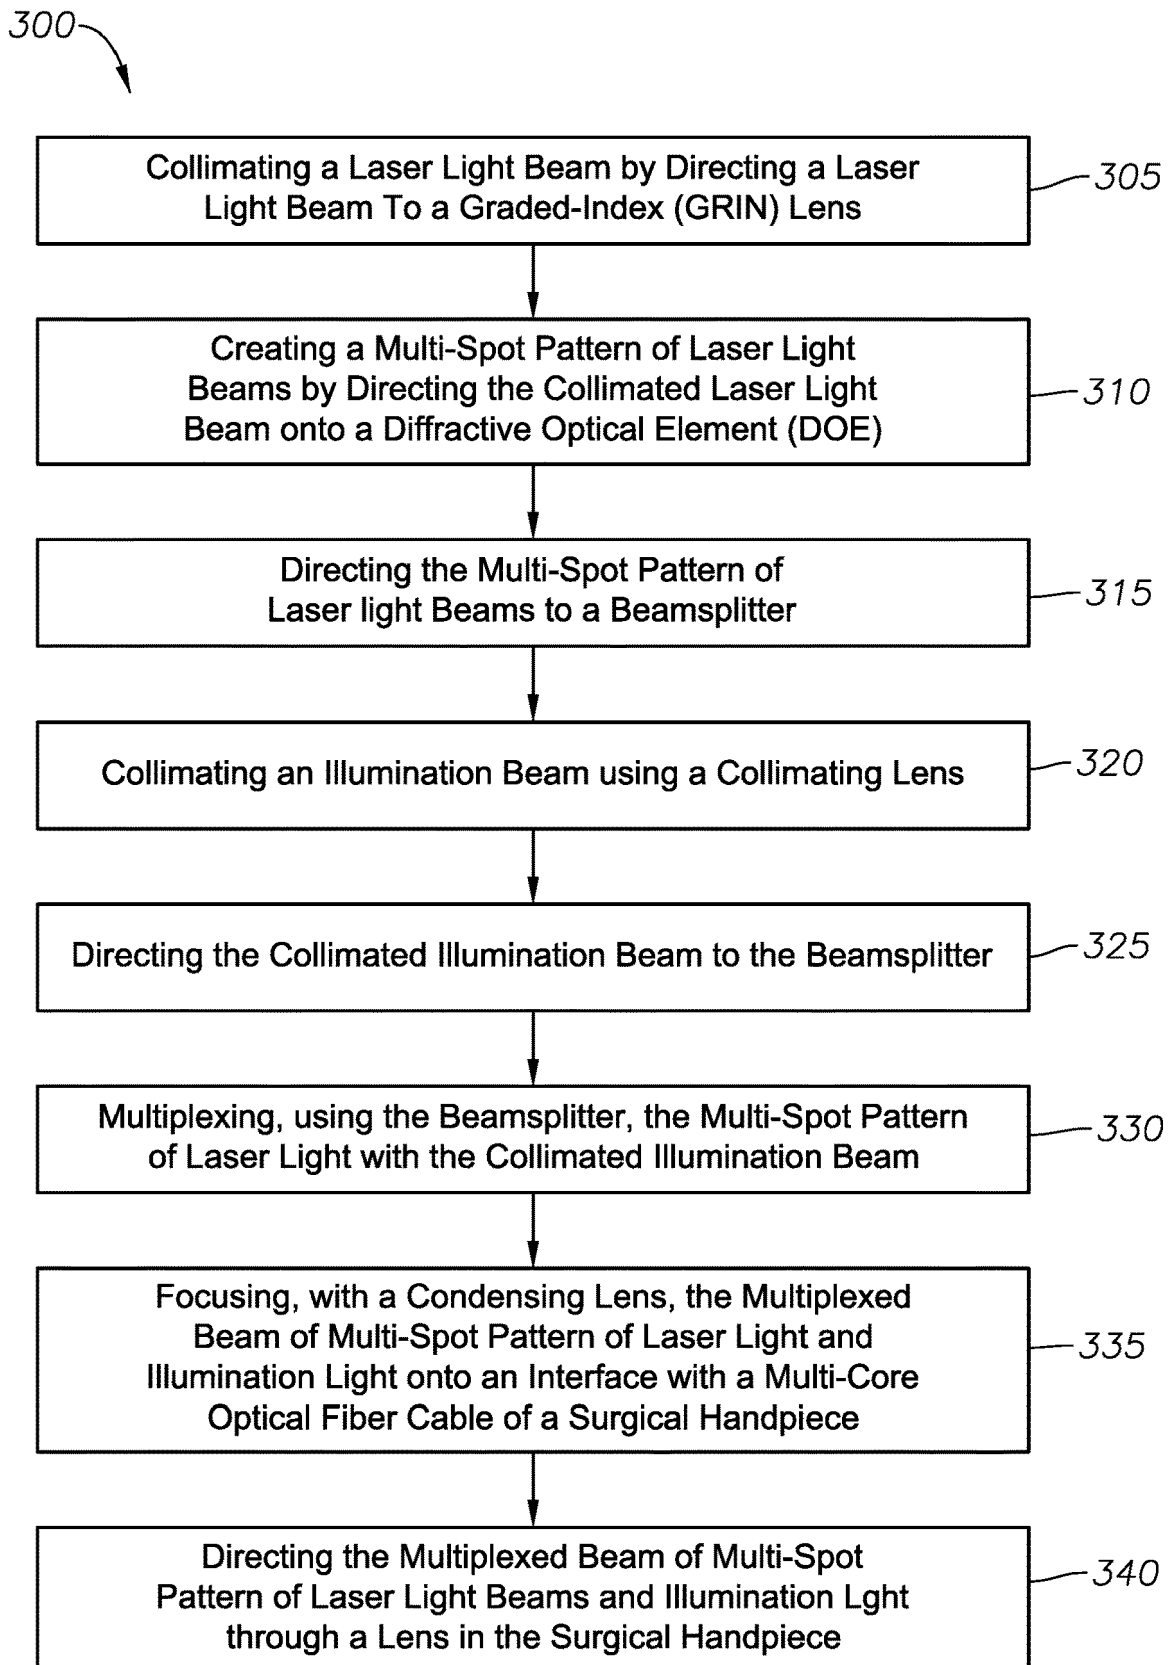 300
Collimating a Laser Light Beam by Directing a Laser
Light Beam To a Graded-Index (GRIN) Lens
305
Creating a Multi-Spot Pattern of Laser Light
Beams by Directing the Collimated Laser Light
Beam onto a Diffractive Optical Element (DOE)
310
Directing the Multi-Spot Pattern of
Laser light Beams to a Beamsplitter
315
Collimating an Illumination Beam using a Collimating Lens
320
Directing the Collimated Illumination Beam to the Beamsplitter
325
Multiplexing, using the Beamsplitter, the Multi-Spot Pattern
of Laser Light with the Collimated Illumination Beam
330
Focusing, with a Condensing Lens, the Multiplexed
Beam of Multi-Spot Pattern of Laser Light and
Illumination Light onto an Interface with a Multi-Core
Optical Fiber Cable of a Surgical Handpiece
335
Directing the Multiplexed Beam of Multi-Spot
Pattern of Laser Light Beams and Illumination Lght
through a Lens in the Surgical Handpiece
340